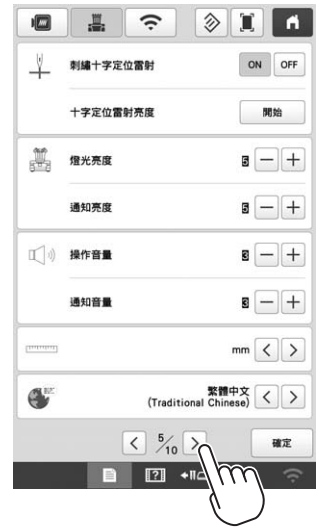 刺繡十字定位雷射 ON OFF
十字定位雷射亮度 開始
燈光亮度 5 − +
通知亮度 5 − +
操作音量 3 − +
通知音量 3 − +
mm < >
繁體中文
(Traditional Chinese) < >
< 5/10 > 確定
?